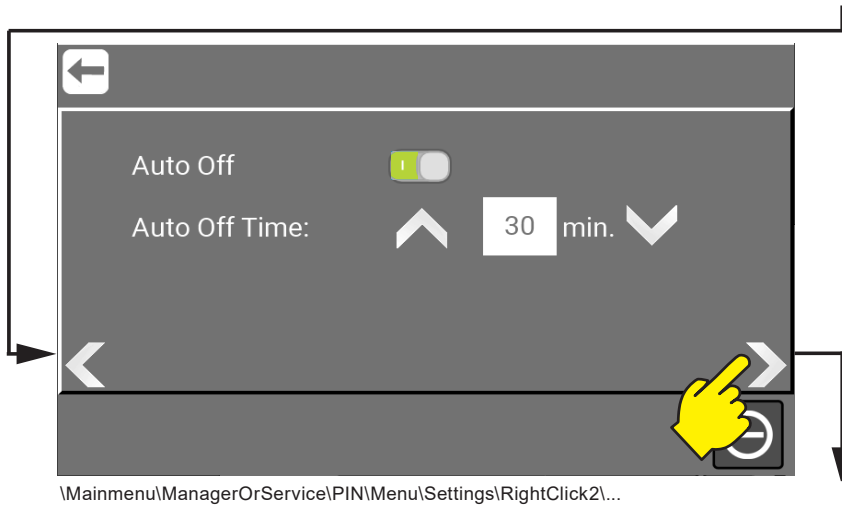 Auto Off
I
Auto Off Time:
30 min.
\Mainmenu\ManagerOrService\PIN\Menu\Settings\RightClick2\...